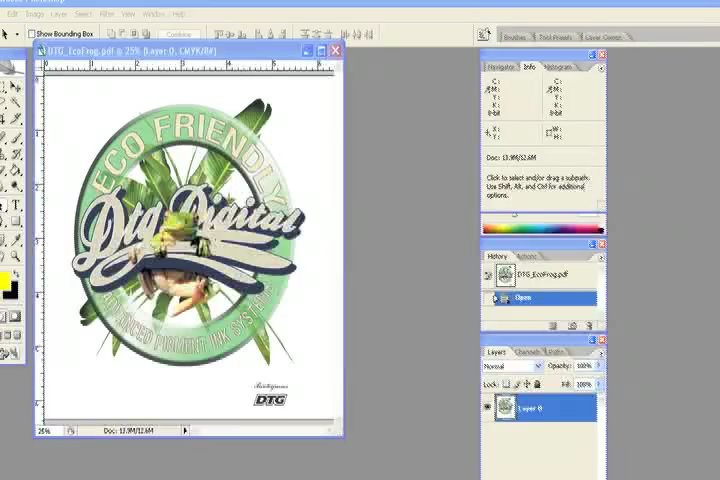 Edit Image Layer Select Filter View Window Help
Show Bounding Box
Combine
Brushes Tool Presets Layer Comps
DTG_EcoFrog.pdf @ 25% (Layer 0, CMYK/8#)
ECO FRIENDLY
Dtg Digital
ADVANCED PIGMENT INK SYSTEMS
DTG
25%
Doc: 13.9M/12.6M
Navigator Info Histogram
C: C:
M: M:
Y: Y:
K: K:
8-bit 8-bit
X: W:
Y: H:
Doc: 13.9M/12.6M
Click to select and/or drag a subpath.
Use Shift, Alt, and Ctrl for additional
options.
History Actions
DTG_EcoFrog.pdf
Open
Layers Channels Paths
Normal Opacity: 100%
Lock: Fill: 100%
Layer 0